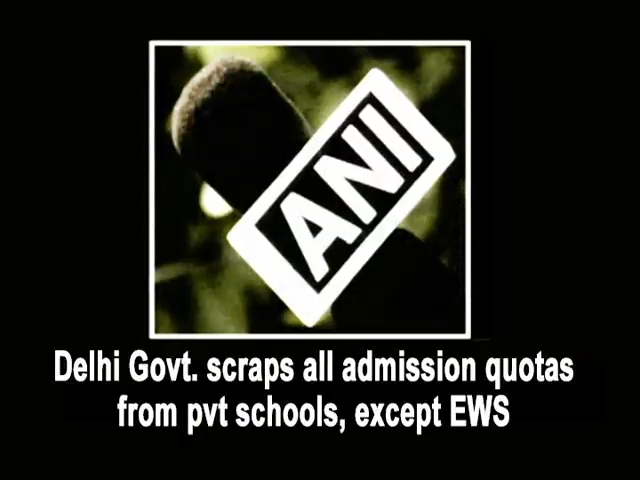 ANI
Delhi Govt. scraps all admission quotas
from pvt schools, except EWS